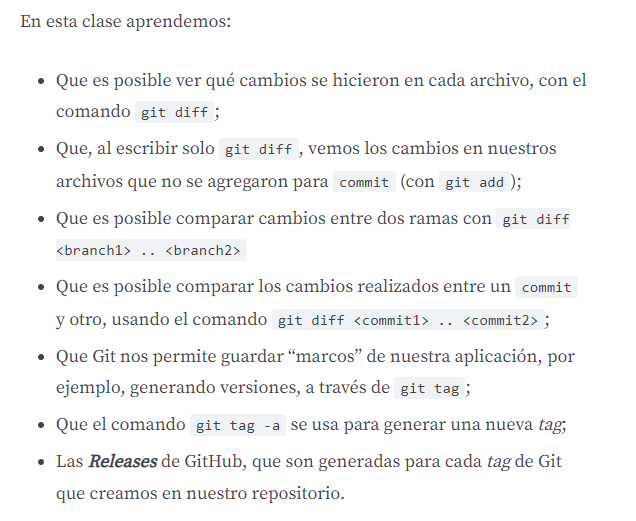 En esta clase aprendemos:
• Que es posible ver qué cambios se hicieron en cada archivo, con el
comando git diff;
• Que, al escribir solo git diff, vemos los cambios en nuestros
archivos que no se agregaron para commit (con git add);
• Que es posible comparar cambios entre dos ramas con git diff
<branch1> .. <branch2>
• Que es posible comparar los cambios realizados entre un commit
y otro, usando el comando git diff <commit1> .. <commit2>;
• Que Git nos permite guardar “marcos” de nuestra aplicación, por
ejemplo, generando versiones, a través de git tag;
• Que el comando git tag -a se usa para generar una nueva tag;
• Las Releases de GitHub, que son generadas para cada tag de Git
que creamos en nuestro repositorio.